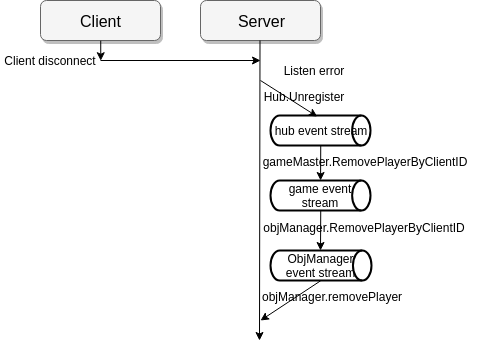 Client
Server
Client disconnect
Listen error
Hub.Unregister
hub event stream
gameMaster.RemovePlayerByClientID
game event
stream
objManager.RemovePlayerByClientID
ObjManager
event stream
objManager.removePlayer